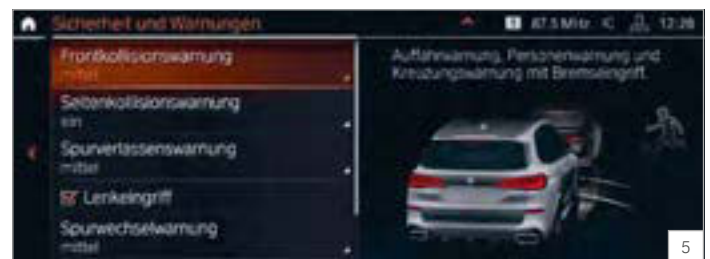 Sicherheit und Warnungen
87.5 MHz 12:28
Frontkollisionswarnung
mittel
Auffahrwarnung, Personenwarnung und
Kreuzungswarnung mit Bremseingriff.
Seitenkollisionswarnung
ein
Spurverlassenswarnung
mittel
Lenkeingriff
Spurwechselwarnung
mittel
5